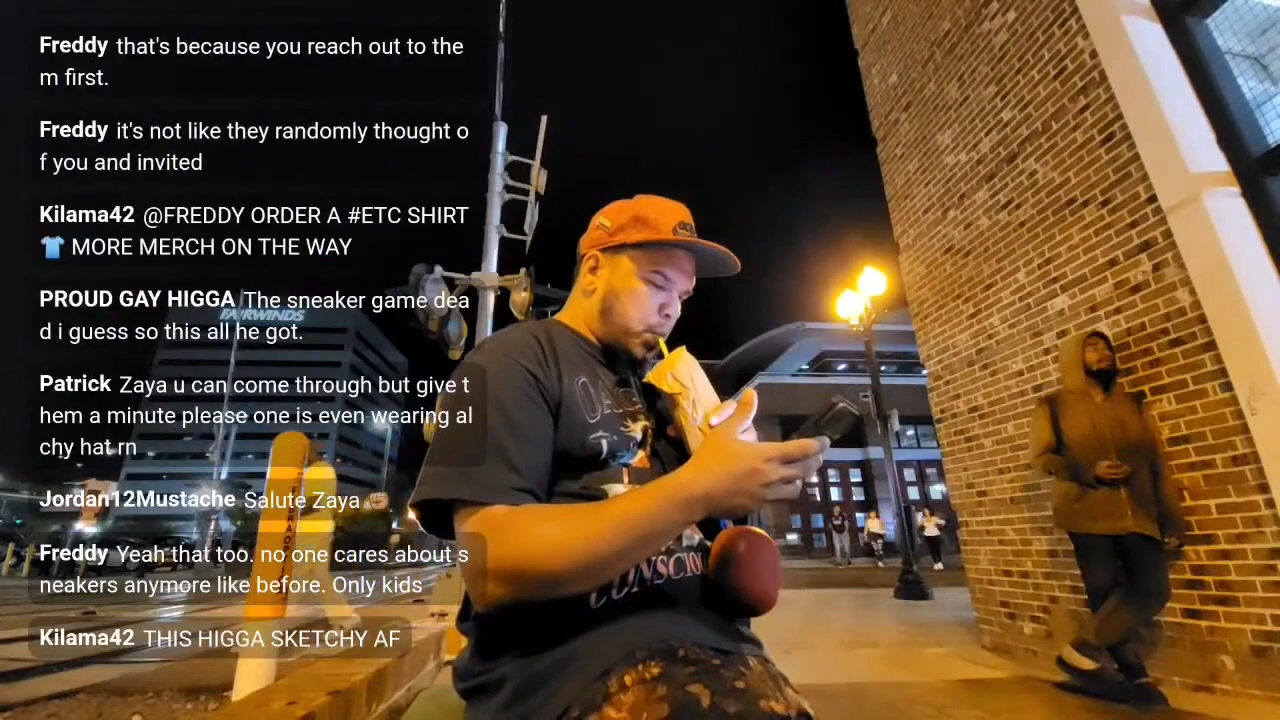 Freddy that's because you reach out to the
m first.
Freddy it's not like they randomly thought o
f you and invited
Kilama42 @FREDDY ORDER A #ETC SHIRT
👕 MORE MERCH ON THE WAY
PROUD GAY HIGGA The sneaker game dea
d i guess so this all he got.
FAIRWINDS
Patrick Zaya u can come through but give t
hem a minute please one is even wearing al
chy hat rn
Jordan12Mustache Salute Zaya ✊🏽
Freddy Yeah that too. no one cares about s
neakers anymore like before. Only kids
Kilama42 THIS HIGGA SKETCHY AF